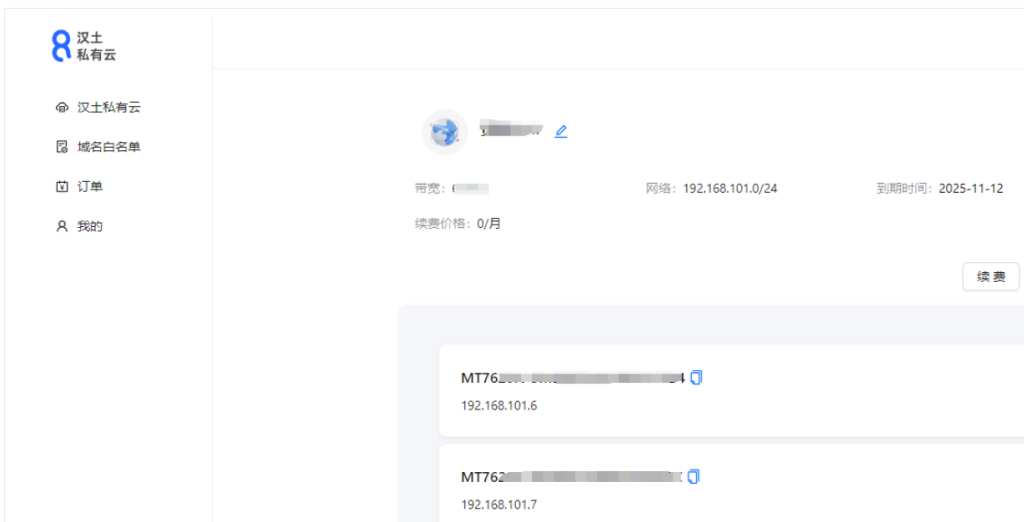 汉土
私有云
汉土私有云
域名白名单
订单
我的
带宽：
网络：192.168.101.0/24
到期时间：2025-11-12
续费价格：0/月
续 费
MT76
192.168.101.6
MT762
192.168.101.7